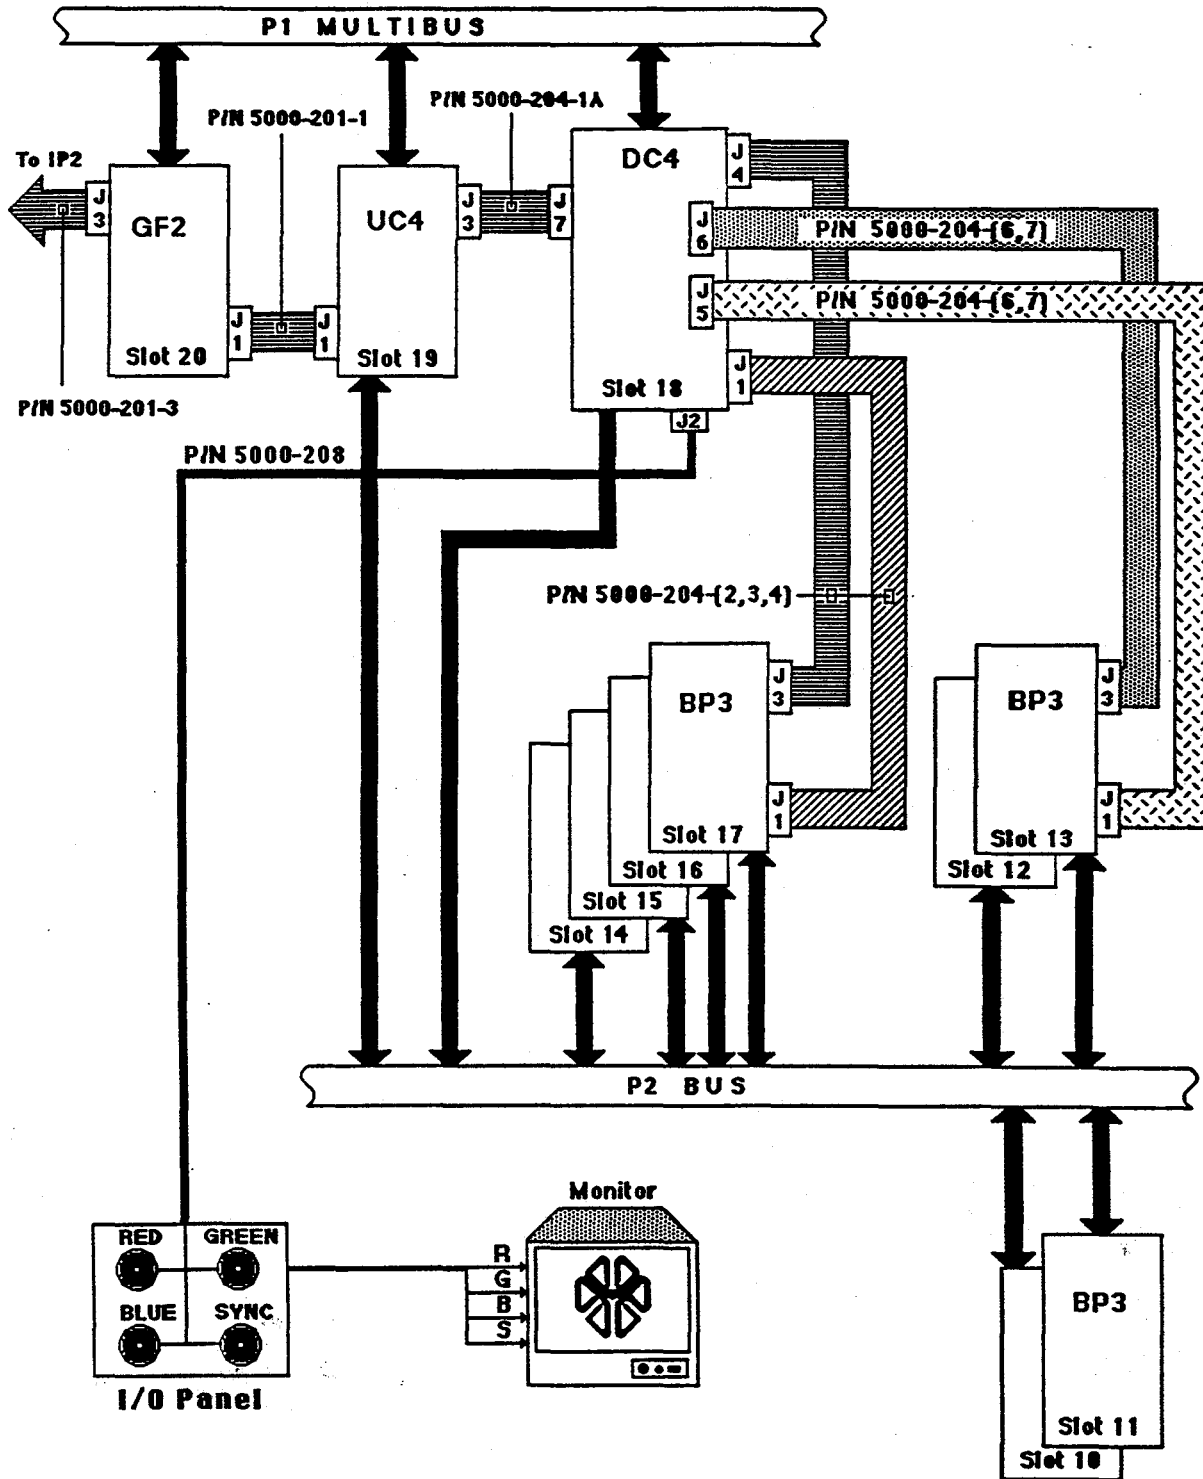 P1 MULTIBUS
P/N 5000-204-1A
P/N 5000-201-1
To IP2
J3
GF2
J1
Slot 20
UC4
J3
J1
Slot 19
DC4
J7
J4
J6
P/N 5000-204-(6,7)
J5
P/N 5000-204-(6,7)
J1
Slot 18
J2
P/N 5000-201-3
P/N 5000-208
P/N 5000-204-(2,3,4)
BP3
J3
J1
Slot 17
Slot 16
Slot 15
Slot 14
BP3
J3
J1
Slot 13
Slot 12
P2 BUS
Monitor
RED
GREEN
BLUE
SYNC
I/O Panel
R
G
B
S
BP3
Slot 11
Slot 10